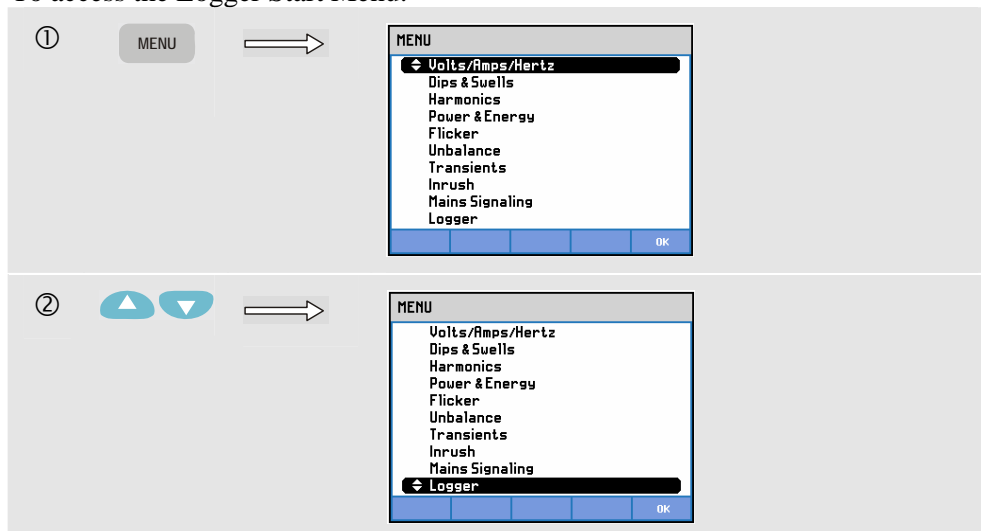 To access the Logger Start Menu:
①
MENU
MENU
Volts/Amps/Hertz
Dips & Swells
Harmonics
Power & Energy
Flicker
Unbalance
Transients
Inrush
Mains Signaling
Logger
OK
②
MENU
Volts/Amps/Hertz
Dips & Swells
Harmonics
Power & Energy
Flicker
Unbalance
Transients
Inrush
Mains Signaling
Logger
OK